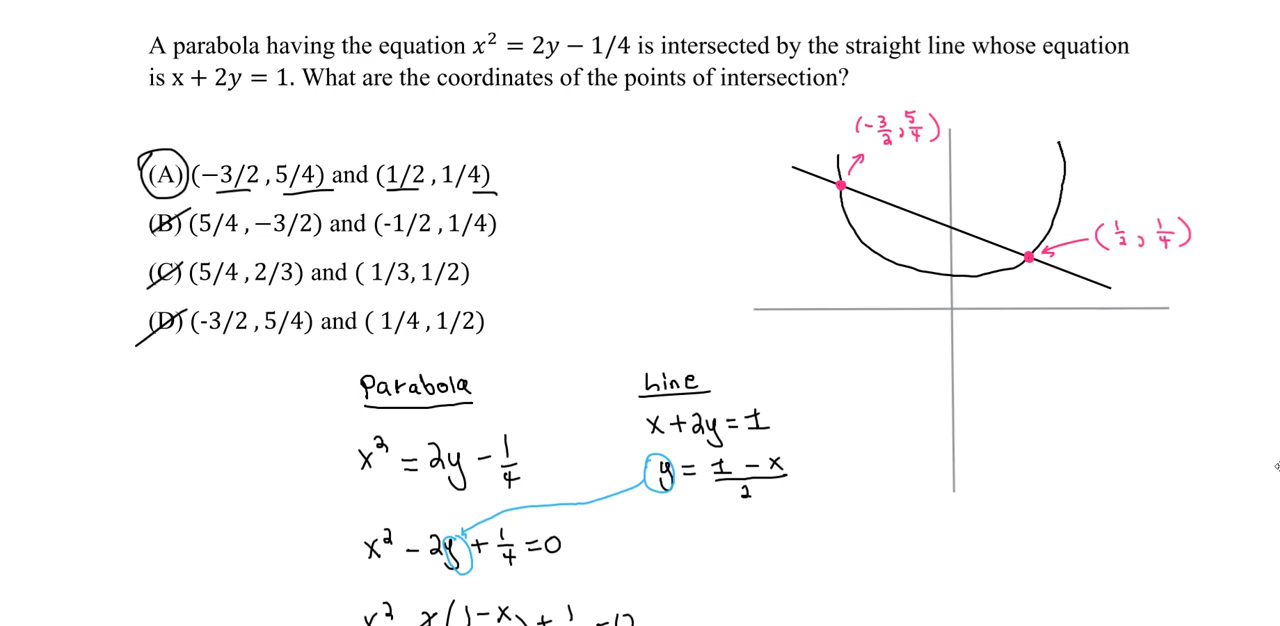 A parabola having the equation x² = 2y − 1/4 is intersected by the straight line whose equation
is x + 2y = 1. What are the coordinates of the points of intersection?
(-3/2, 5/4)
(A) (−3/2 , 5/4) and (1/2 , 1/4)
(B) (5/4 , −3/2) and (-1/2 , 1/4)
(1/2, 1/4)
(C) (5/4 , 2/3) and ( 1/3, 1/2)
(D) (-3/2 , 5/4) and ( 1/4 , 1/2)
Parabola
Line
x + 2y = 1
x² = 2y - 1/4
y = (1 - x)/2
x² - 2y + 1/4 = 0